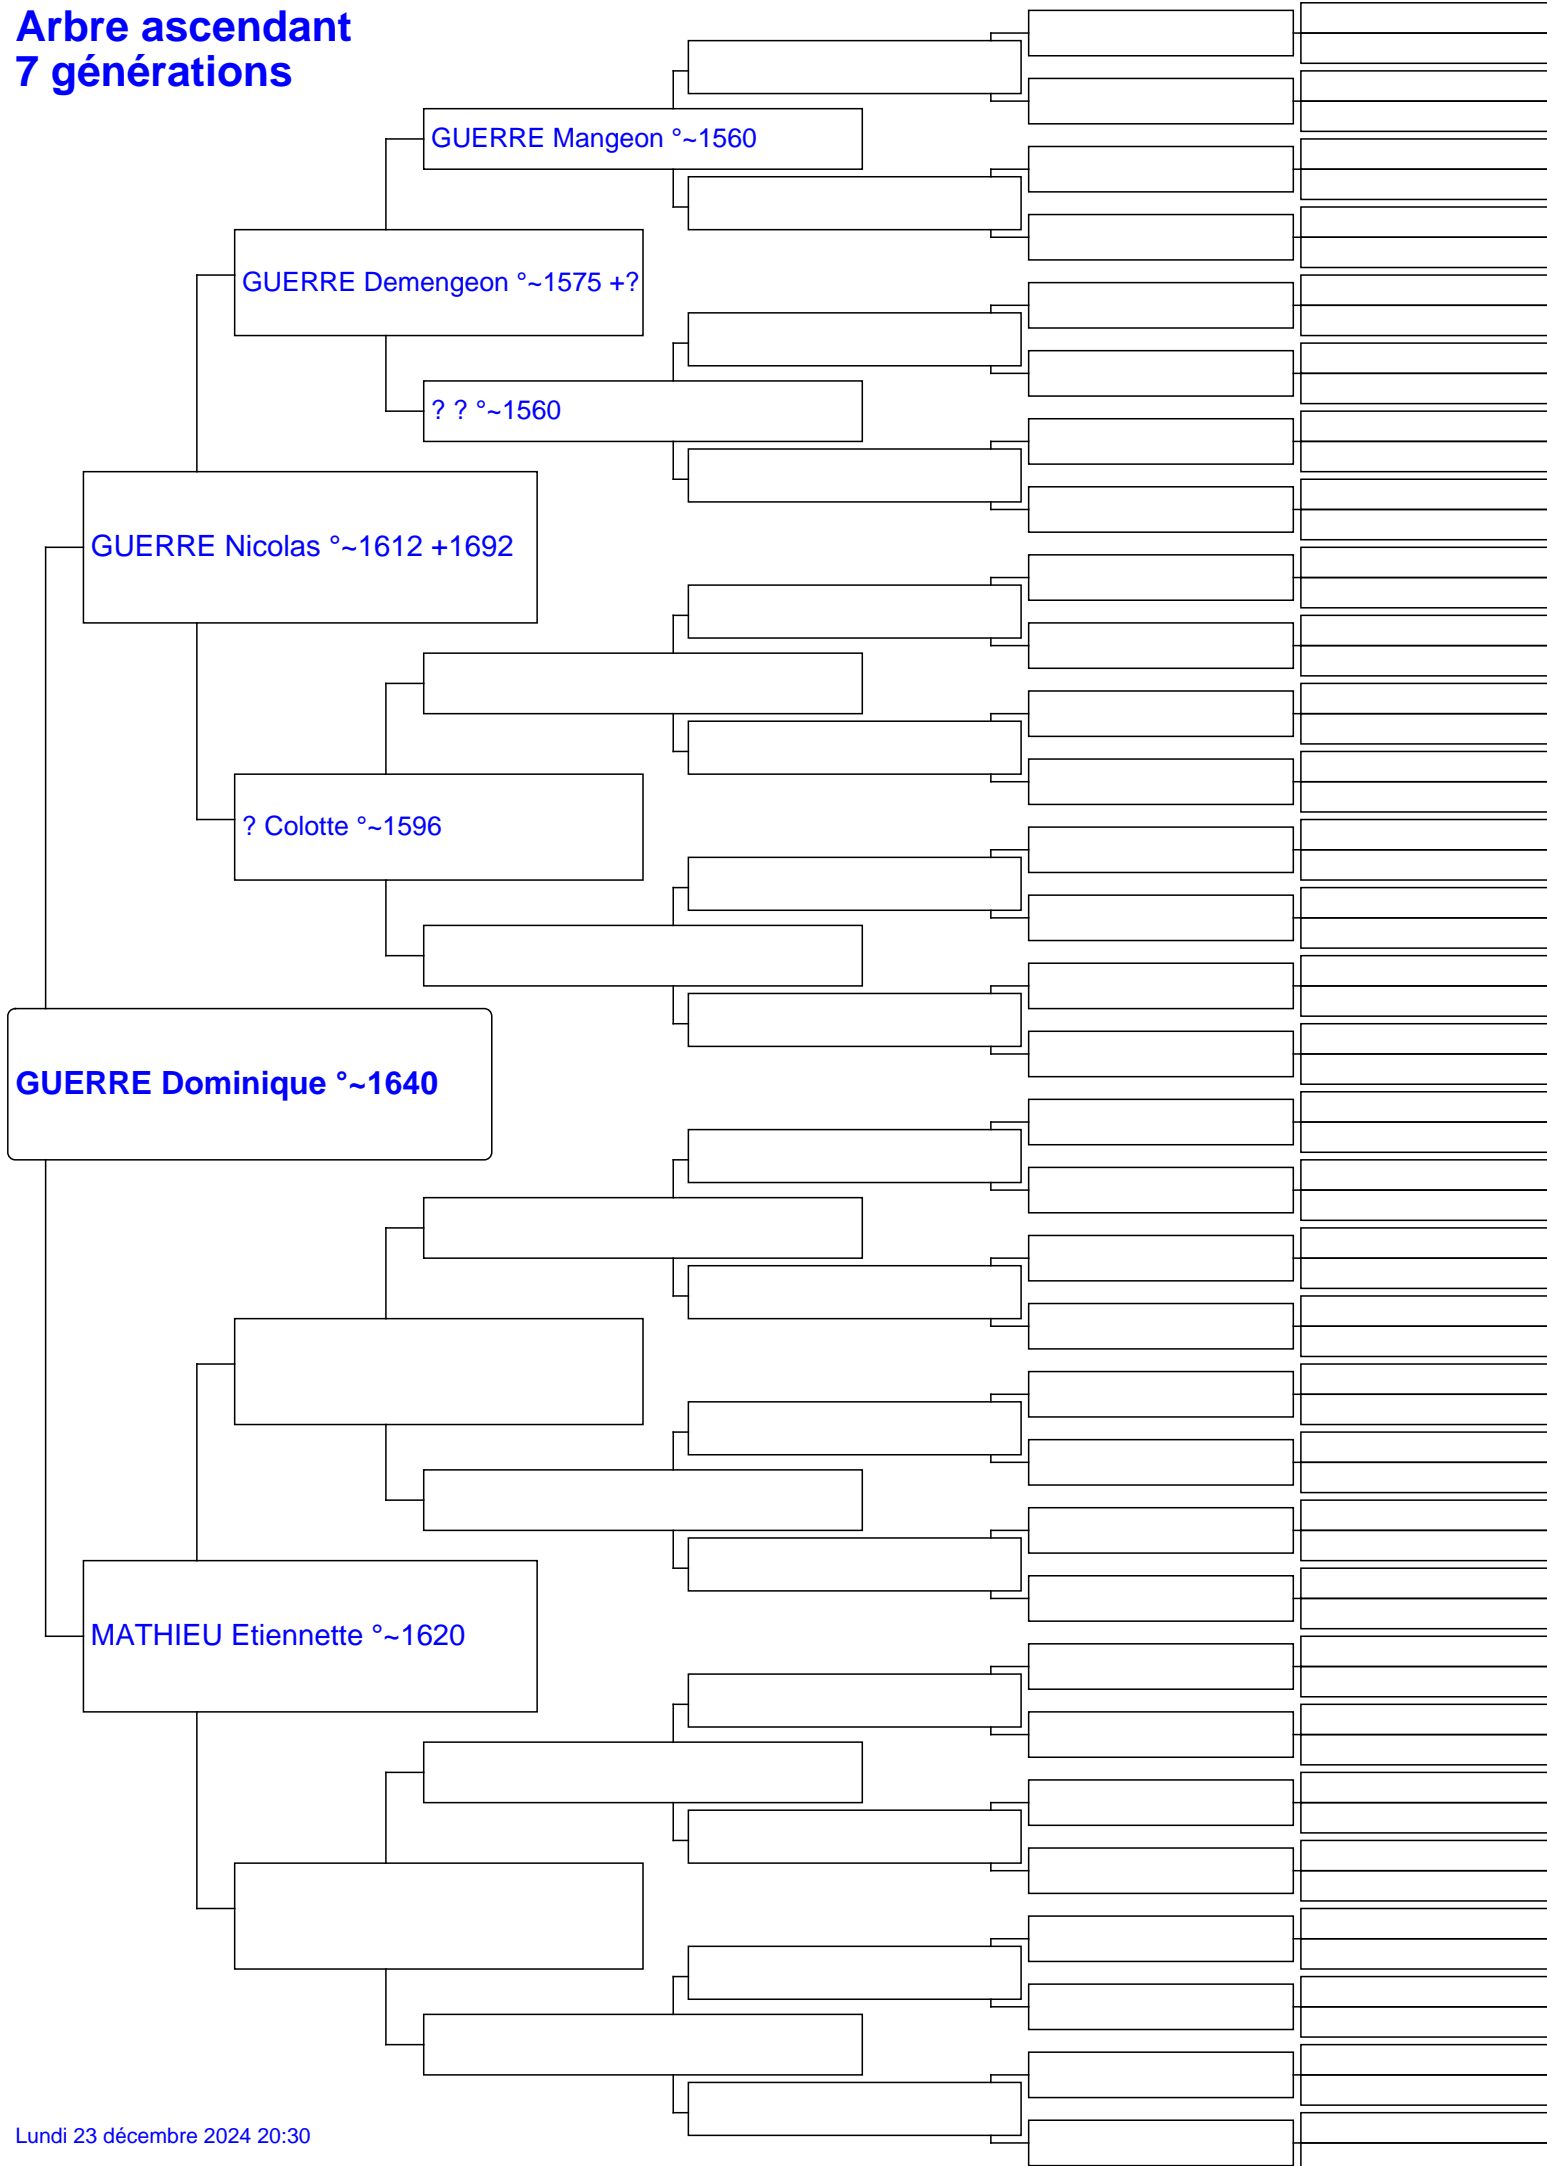 Arbre ascendant
7 générations
GUERRE Mangeon °~1560
GUERRE Demengeon °~1575 +?
? ? °~1560
GUERRE Nicolas °~1612 +1692
? Colotte °~1596
GUERRE Dominique °~1640
MATHIEU Etiennette °~1620
Lundi 23 décembre 2024 20:30